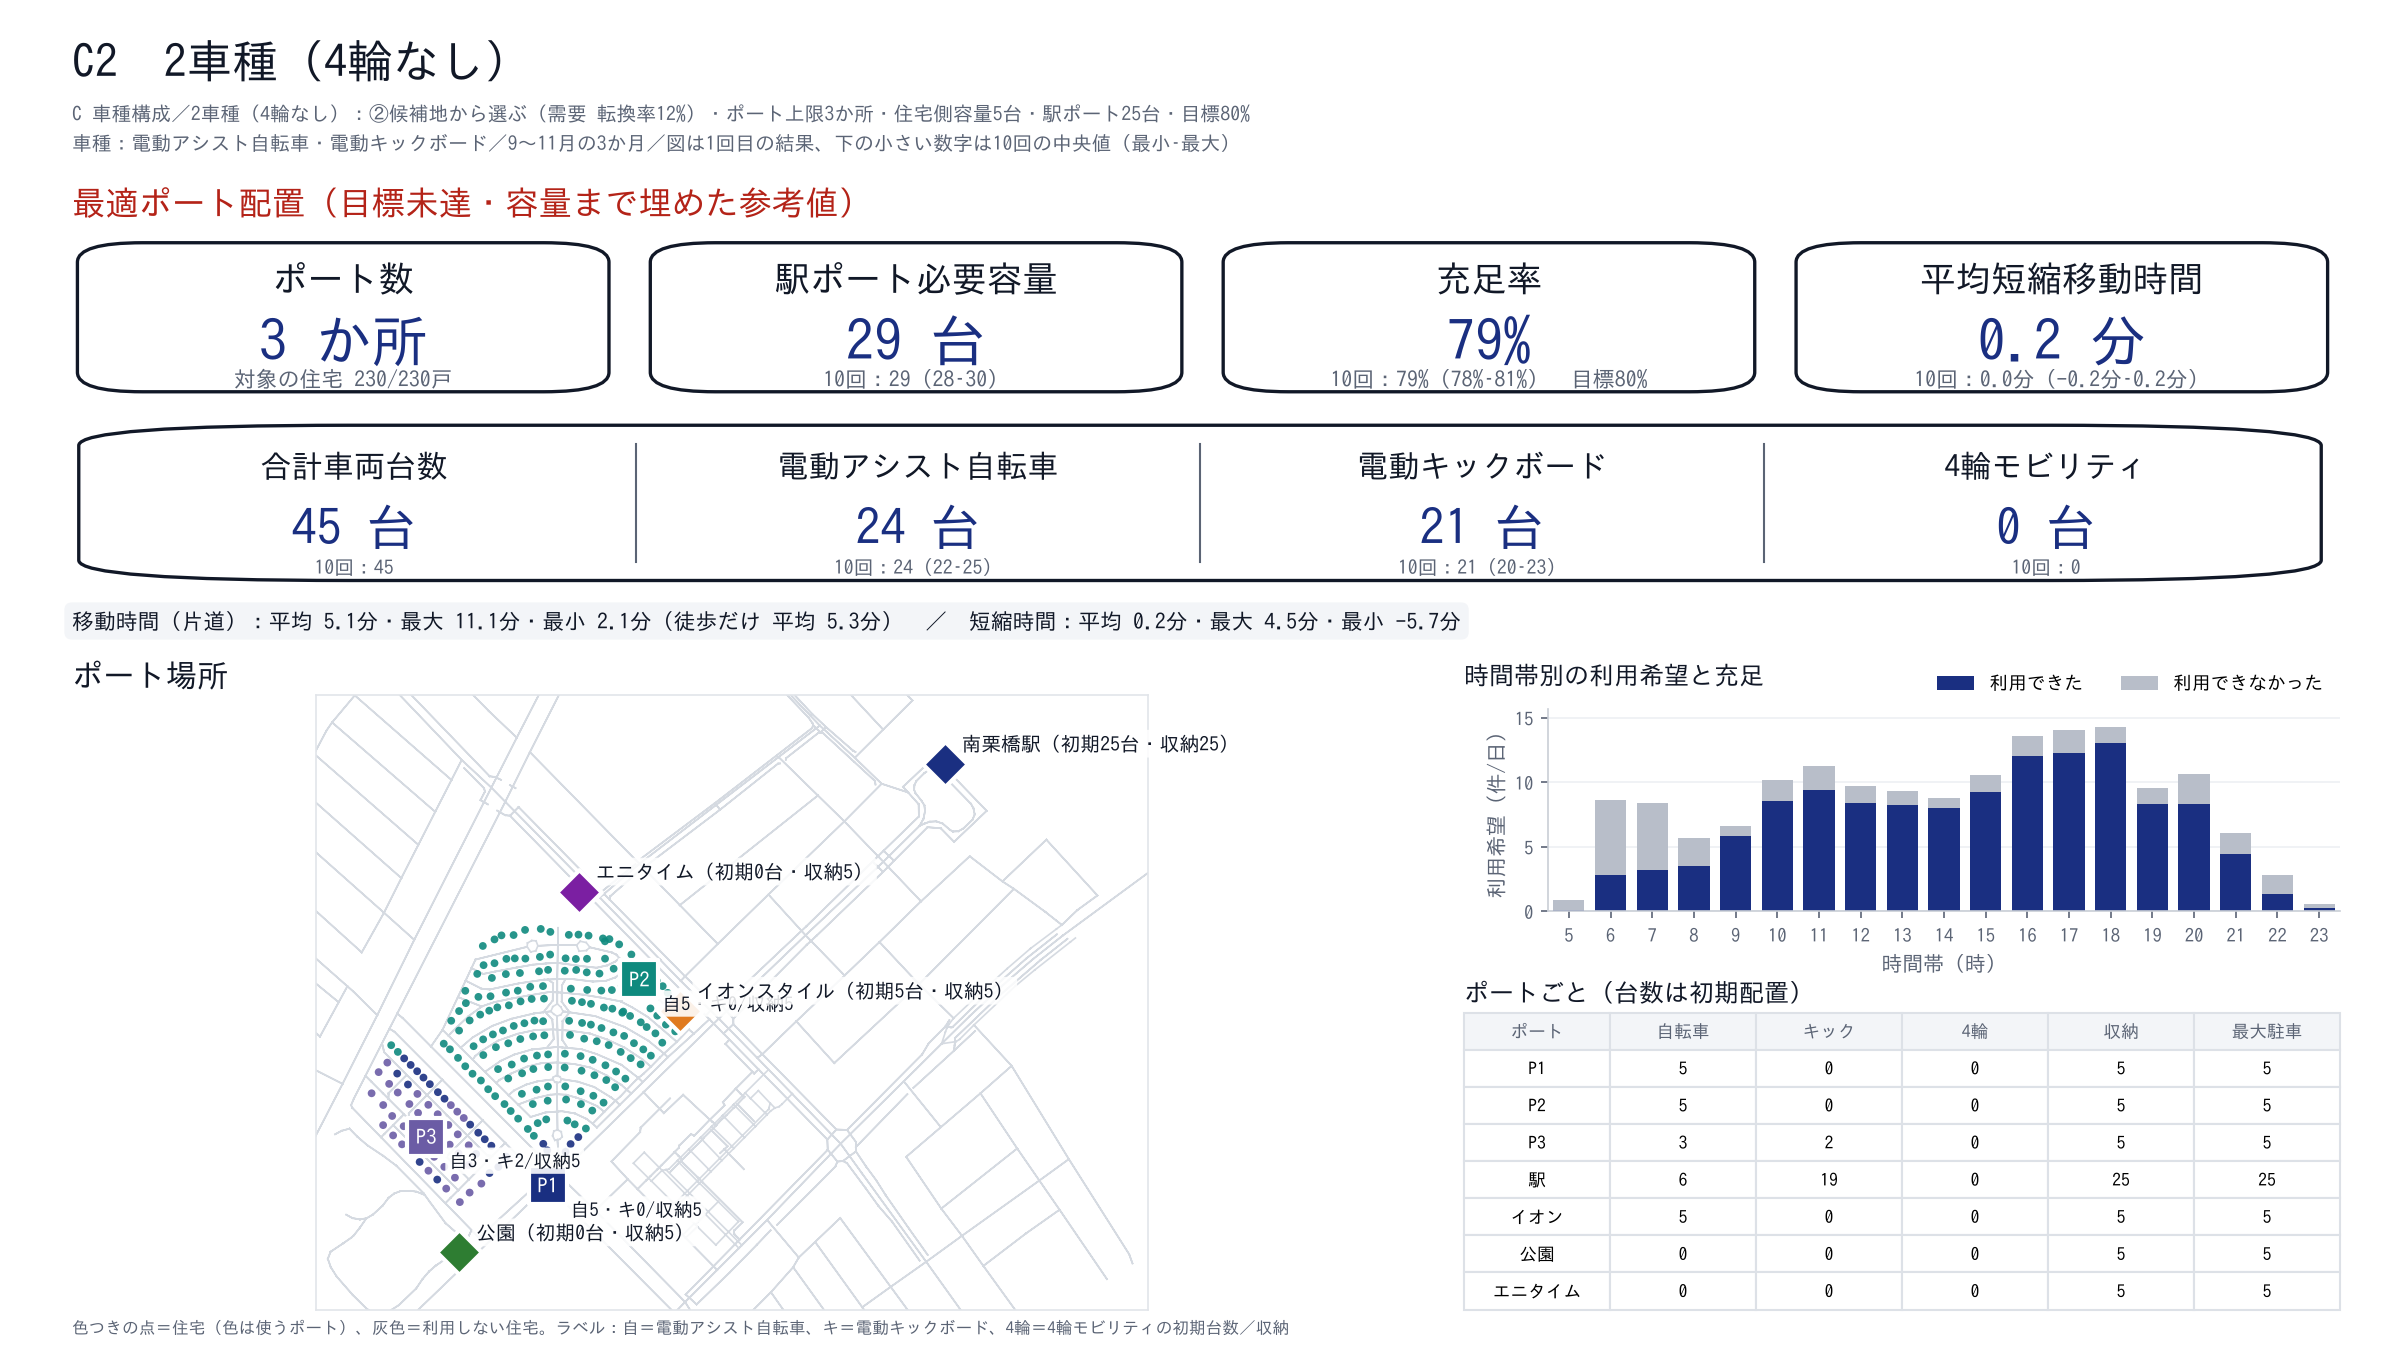 C2　2車種（4輪なし）
C 車種構成／2車種（4輪なし）：②候補地から選ぶ（需要 転換率12%）・ポート上限3か所・住宅側容量5台・駅ポート25台・目標80%
車種：電動アシスト自転車・電動キックボード／9〜11月の3か月／図は1回目の結果、下の小さい数字は10回の中央値（最小-最大）
最適ポート配置（目標未達・容量まで埋めた参考値）
ポート数
3 か所
対象の住宅 230/230戸
駅ポート必要容量
29 台
10回：29（28-30）
充足率
79%
10回：79%（78%-81%）　目標80%
平均短縮移動時間
0.2 分
10回：0.0分（-0.2分-0.2分）
合計車両台数
45 台
10回：45
電動アシスト自転車
24 台
10回：24（22-25）
電動キックボード
21 台
10回：21（20-23）
4輪モビリティ
0 台
10回：0
移動時間（片道）：平均 5.1分・最大 11.1分・最小 2.1分（徒歩だけ 平均 5.3分）　／　短縮時間：平均 0.2分・最大 4.5分・最小 -5.7分
ポート場所
南栗橋駅（初期25台・収納25）
エニタイム（初期0台・収納5）
P2
イオンスタイル（初期5台・収納5）
自5・キ0/収納5
P3
自3・キ2/収納5
P1
自5・キ0/収納5
公園（初期0台・収納5）
色つきの点＝住宅（色は使うポート）、灰色＝利用しない住宅。ラベル：自＝電動アシスト自転車、キ＝電動キックボード、4輪＝4輪モビリティの初期台数／収納
時間帯別の利用希望と充足
利用できた　利用できなかった
利用希望（件/日）
15
10
5
0
5 6 7 8 9 10 11 12 13 14 15 16 17 18 19 20 21 22 23
時間帯（時）
ポートごと（台数は初期配置）
ポート 自転車 キック 4輪 収納 最大駐車
P1 5 0 0 5 5
P2 5 0 0 5 5
P3 3 2 0 5 5
駅 6 19 0 25 25
イオン 5 0 0 5 5
公園 0 0 0 5 5
エニタイム 0 0 0 5 5